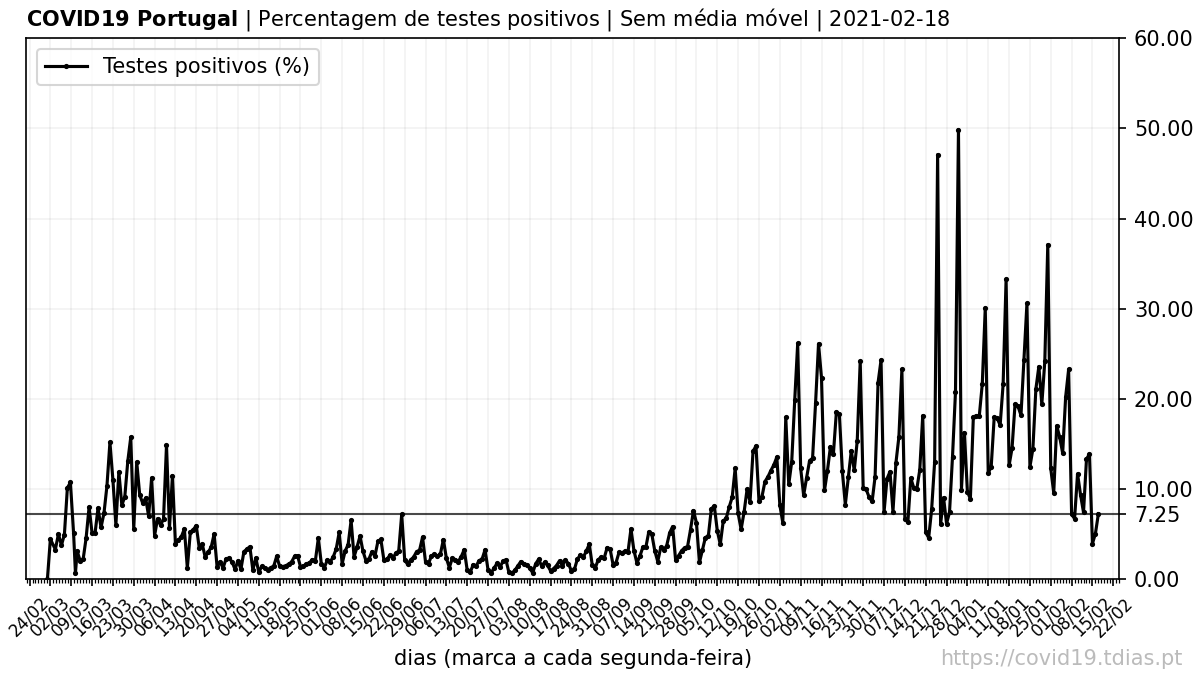 COVID19 Portugal | Percentagem de testes positivos | Sem média móvel | 2021-02-18
Testes positivos (%)
60.00
50.00
40.00
30.00
20.00
10.00
7.25
0.00
24/02 02/03 09/03 16/03 23/03 30/03 06/04 13/04 20/04 27/04 04/05 11/05 18/05 25/05 01/06 08/06 15/06 22/06 29/06 06/07 13/07 20/07 27/07 03/08 10/08 17/08 24/08 31/08 07/09 14/09 21/09 28/09 05/10 12/10 19/10 26/10 02/11 09/11 16/11 23/11 30/11 07/12 14/12 21/12 28/12 04/01 11/01 18/01 25/01 01/02 08/02 15/02 22/02
dias (marca a cada segunda-feira)
https://covid19.tdias.pt